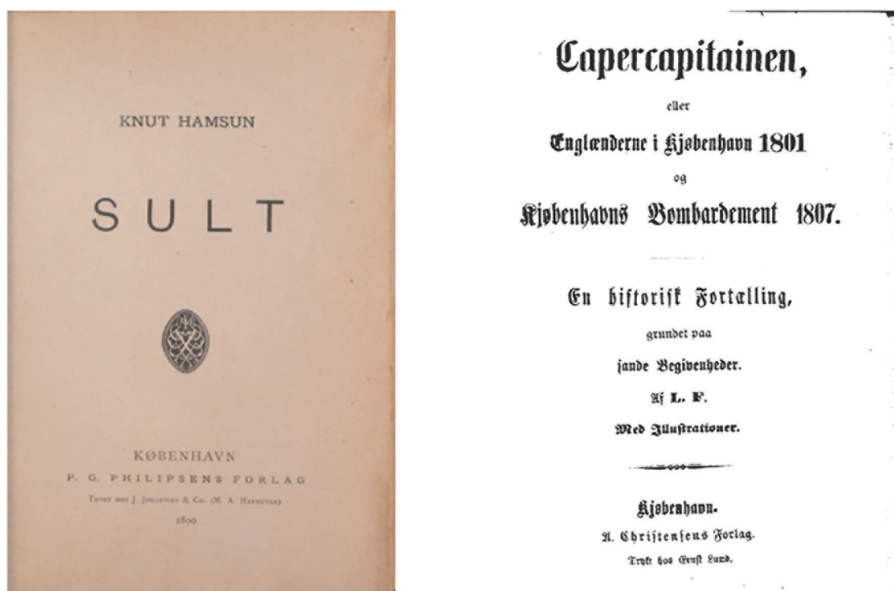 KNUT HAMSUN
SULT
KØBENHAVN
P. G. PHILIPSENS FORLAG
TRYKT HOS J. JØRGENSEN & CO. (M. A. HANNOVER)
1890
Capercapitainen,
eller
Englænderne i Kjøbenhavn 1801
og
Kjøbenhavns Bombardement 1807.
En historisk Fortælling,
grundet paa
sande Begivenheder.
Af L. F.
Med Illustrationer.
Kjøbenhavn.
A. Christensens Forlag.
Trykt hos Ernst Lund.